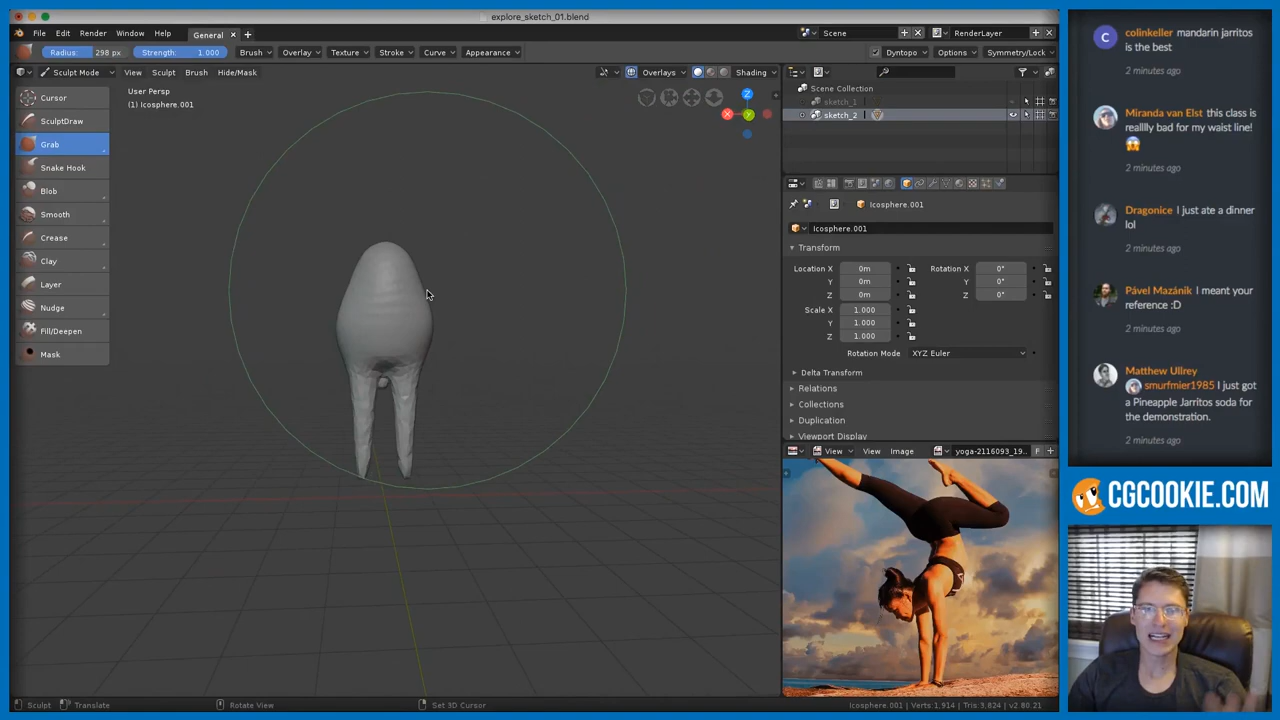 explore_sketch_01.blend
File Edit Render Window Help General Scene RenderLayer
Radius: 298 px Strength: 1.000 Brush Overlay Texture Stroke Curve Appearance Dyntopo Options Symmetry/Lock
Sculpt Mode View Sculpt Brush Hide/Mask Overlays Shading
User Persp
(1) Icosphere.001
Cursor
SculptDraw
Grab
Snake Hook
Blob
Smooth
Crease
Clay
Layer
Nudge
Fill/Deepen
Mask
Z
X Y
Scene Collection
sketch_1
sketch_2
Icosphere.001
Icosphere.001
Transform
Location X 0m Rotation X 0°
Y 0m Y 0°
Z 0m Z 0°
Scale X 1.000
Y 1.000
Z 1.000
Rotation Mode XYZ Euler
Delta Transform
Relations
Collections
Duplication
Viewport Display
View View Image yoga-2116093_19... F
Sculpt Translate Rotate View Set 3D Cursor Icosphere.001 | Verts:1,914 | Tris:3,824 | v2.80.21
C colinkeller mandarin jarritos
is the best
2 minutes ago
Miranda van Elst this class is
realllly bad for my waist line!
2 minutes ago
Dragonice I just ate a dinner
lol
2 minutes ago
Pável Mazánik I meant your
reference :D
2 minutes ago
Matthew Ullrey
@ smurfmier1985 I just got
a Pineapple Jarritos soda for
the demonstration.
2 minutes ago
CGCOOKIE.COM